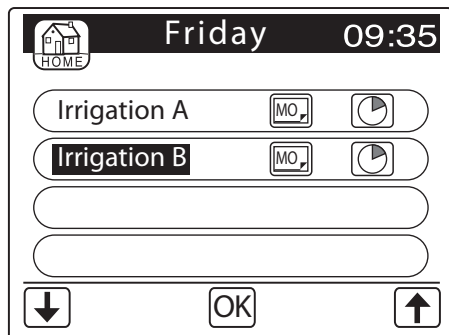 Friday 09:35
HOME
Irrigation A MO
Irrigation B MO
OK